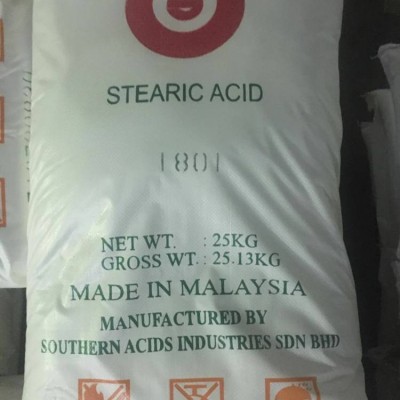 STEARIC ACID
1801
NET WT. : 25KG
GROSS WT. : 25.13KG
MADE IN MALAYSIA
MANUFACTURED BY
SOUTHERN ACIDS INDUSTRIES SDN BHD